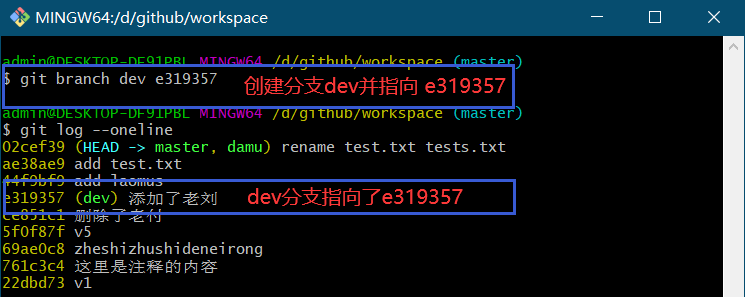 MINGW64:/d/github/workspace
admin@DESKTOP-DF91PBL MINGW64 /d/github/workspace (master)
$ git branch dev e319357 创建分支dev并指向 e319357
admin@DESKTOP-DF91PBL MINGW64 /d/github/workspace (master)
$ git log --oneline
02cef39 (HEAD -> master, damu) rename test.txt tests.txt
ae38ae9 add test.txt
44f9bf9 add laomus
e319357 (dev) 添加了老刘 dev分支指向了e319357
ce851c1 删除了老付
5f0f87f v5
69ae0c8 zheshizhushideneirong
761c3c4 这里是注释的内容
22dbd73 v1